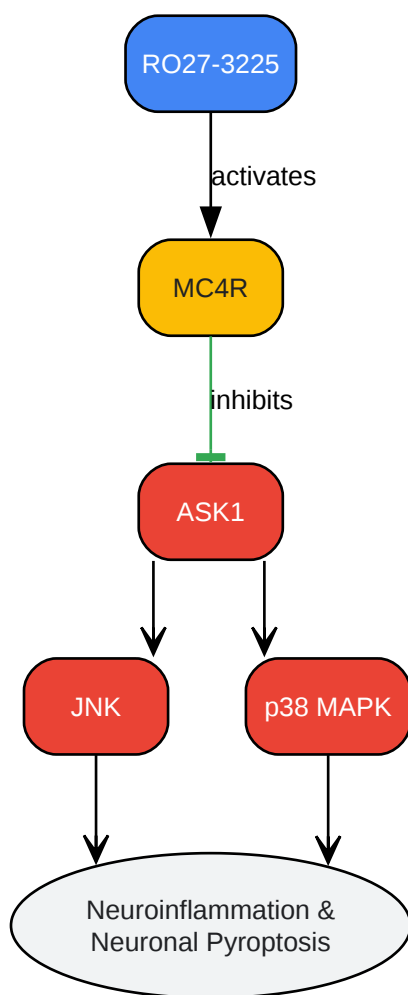 RO27-3225
activates
MC4R
inhibits
ASK1
JNK
p38 MAPK
Neuroinflammation &
Neuronal Pyroptosis